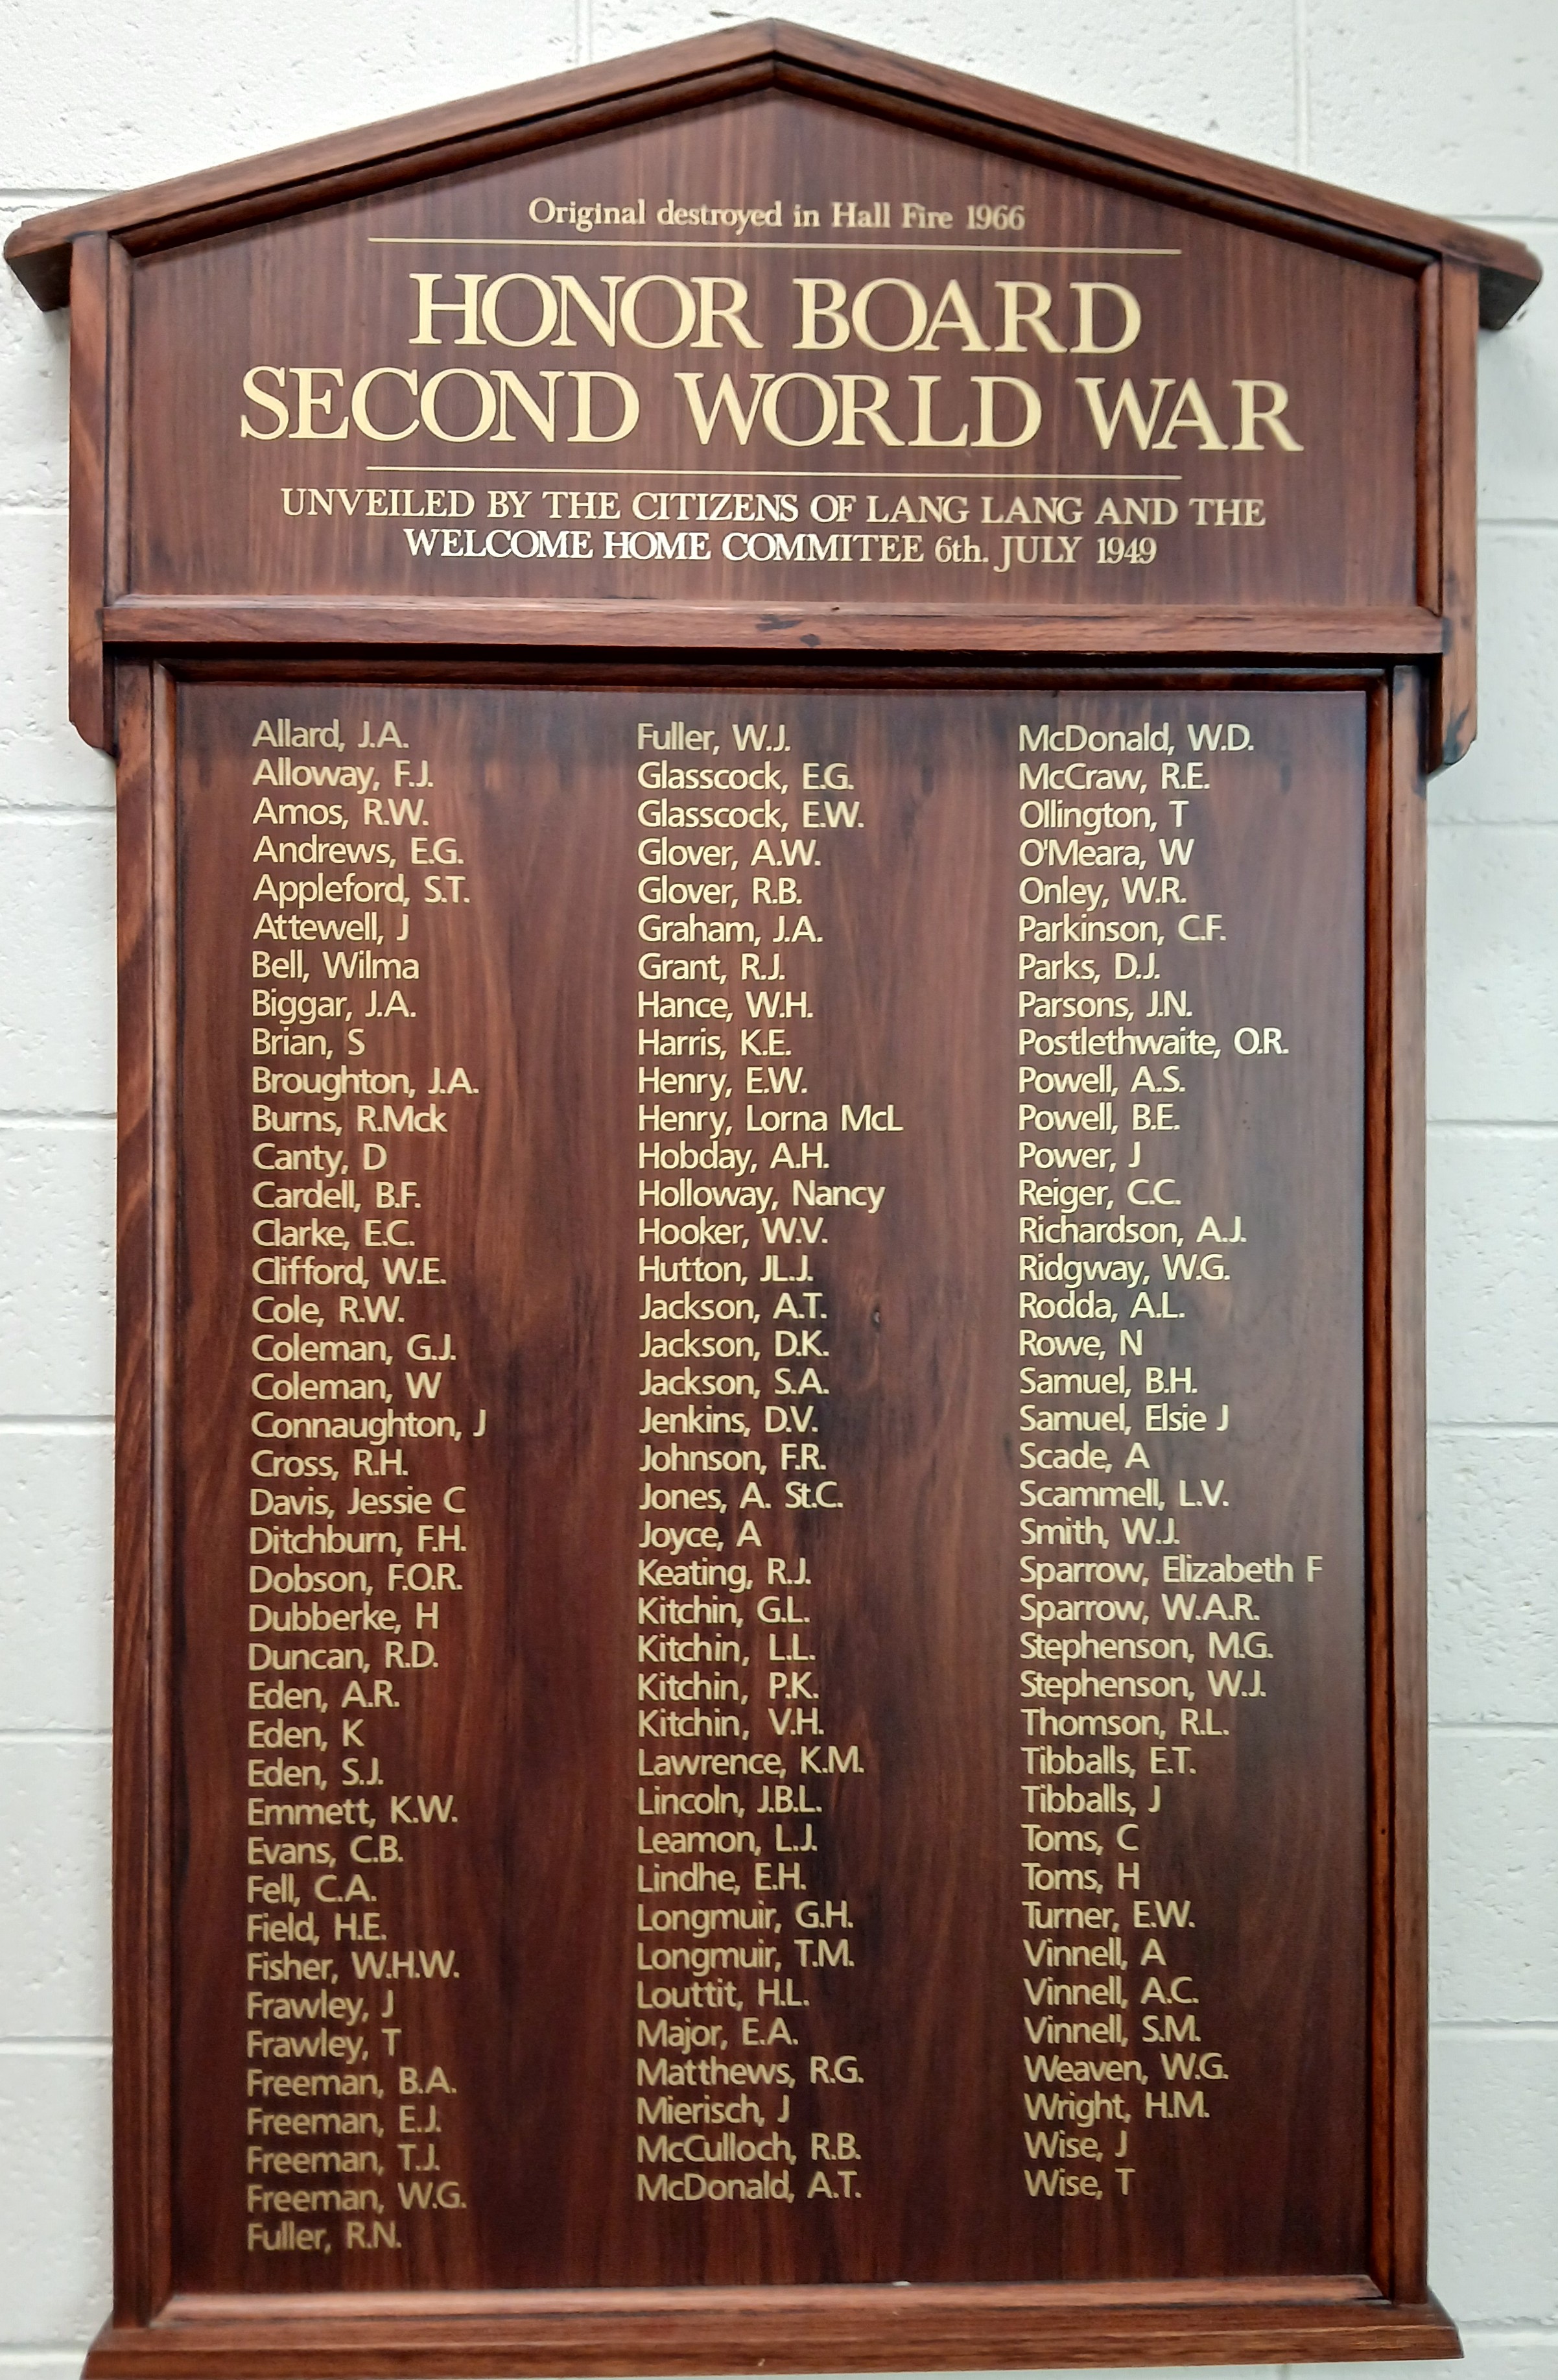 Original destroyed in Hall Fire 1966
HONOR BOARD
SECOND WORLD WAR
UNVEILED BY THE CITIZENS OF LANG LANG AND THE
WELCOME HOME COMMITEE 6th. JULY 1949
Allard, J.A.
Alloway, F.J.
Amos, R.W.
Andrews, E.G.
Appleford, S.T.
Attewell, J
Bell, Wilma
Biggar, J.A.
Brian, S
Broughton, J.A.
Burns, R.Mck
Canty, D
Cardell, B.F.
Clarke, E.C.
Clifford, W.E.
Cole, R.W.
Coleman, G.J.
Coleman, W
Connaughton, J
Cross, R.H.
Davis, Jessie C
Ditchburn, F.H.
Dobson, F.O.R.
Dubberke, H
Duncan, R.D.
Eden, A.R.
Eden, K
Eden, S.J.
Emmett, K.W.
Evans, C.B.
Fell, C.A.
Field, H.E.
Fisher, W.H.W.
Frawley, J
Frawley, T
Freeman, B.A.
Freeman, E.J.
Freeman, T.J.
Freeman, W.G.
Fuller, R.N.
Fuller, W.J.
Glasscock, E.G.
Glasscock, E.W.
Glover, A.W.
Glover, R.B.
Graham, J.A.
Grant, R.J.
Hance, W.H.
Harris, K.E.
Henry, E.W.
Henry, Lorna McL
Hobday, A.H.
Holloway, Nancy
Hooker, W.V.
Hutton, JL.J.
Jackson, A.T.
Jackson, D.K.
Jackson, S.A.
Jenkins, D.V.
Johnson, F.R.
Jones, A. St.C.
Joyce, A
Keating, R.J.
Kitchin, G.L.
Kitchin, L.L.
Kitchin, P.K.
Kitchin, V.H.
Lawrence, K.M.
Lincoln, J.B.L.
Leamon, L.J.
Lindhe, E.H.
Longmuir, G.H.
Longmuir, T.M.
Louttit, H.L.
Major, E.A.
Matthews, R.G.
Mierisch, J
McCulloch, R.B.
McDonald, A.T.
McDonald, W.D.
McCraw, R.E.
Ollington, T
O'Meara, W
Onley, W.R.
Parkinson, C.F.
Parks, D.J.
Parsons, J.N.
Postlethwaite, O.R.
Powell, A.S.
Powell, B.E.
Power, J
Reiger, C.C.
Richardson, A.J.
Ridgway, W.G.
Rodda, A.L.
Rowe, N
Samuel, B.H.
Samuel, Elsie J
Scade, A
Scammell, L.V.
Smith, W.J.
Sparrow, Elizabeth F
Sparrow, W.A.R.
Stephenson, M.G.
Stephenson, W.J.
Thomson, R.L.
Tibballs, E.T.
Tibballs, J
Toms, C
Toms, H
Turner, E.W.
Vinnell, A
Vinnell, A.C.
Vinnell, S.M.
Weaven, W.G.
Wright, H.M.
Wise, J
Wise, T